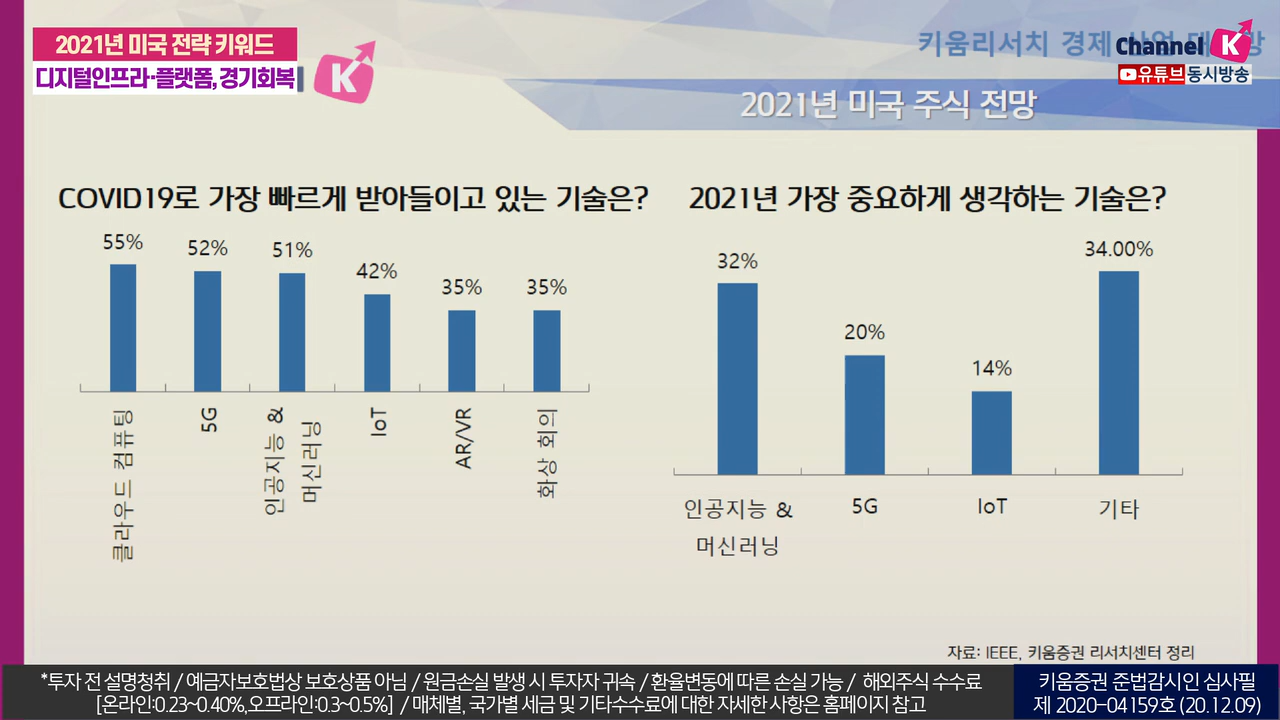 2021년 미국 전략 키워드
디지털인프라·플랫폼, 경기회복
K
키움리서치 경제
Channel K
유튜브동시방송
2021년 미국 주식 전망
COVID19로 가장 빠르게 받아들이고 있는 기술은?
55%
52%
51%
42%
35%
35%
클라우드 컴퓨팅
5G
인공지능 &
머신러닝
IoT
AR/VR
화상 회의
2021년 가장 중요하게 생각하는 기술은?
32%
20%
14%
34.00%
인공지능 &
머신러닝
5G
IoT
기타
자료: IEEE, 키움증권 리서치센터 정리
*투자 전 설명청취 / 예금자보호법상 보호상품 아님 / 원금손실 발생 시 투자자 귀속 / 환율변동에 따른 손실 가능 / 해외주식 수수료
[온라인:0.23~0.40%,오프라인:0.3~0.5%] / 매체별, 국가별 세금 및 기타수수료에 대한 자세한 사항은 홈페이지 참고
키움증권 준법감시인 심사필
제 2020-04159호 (20.12.09)